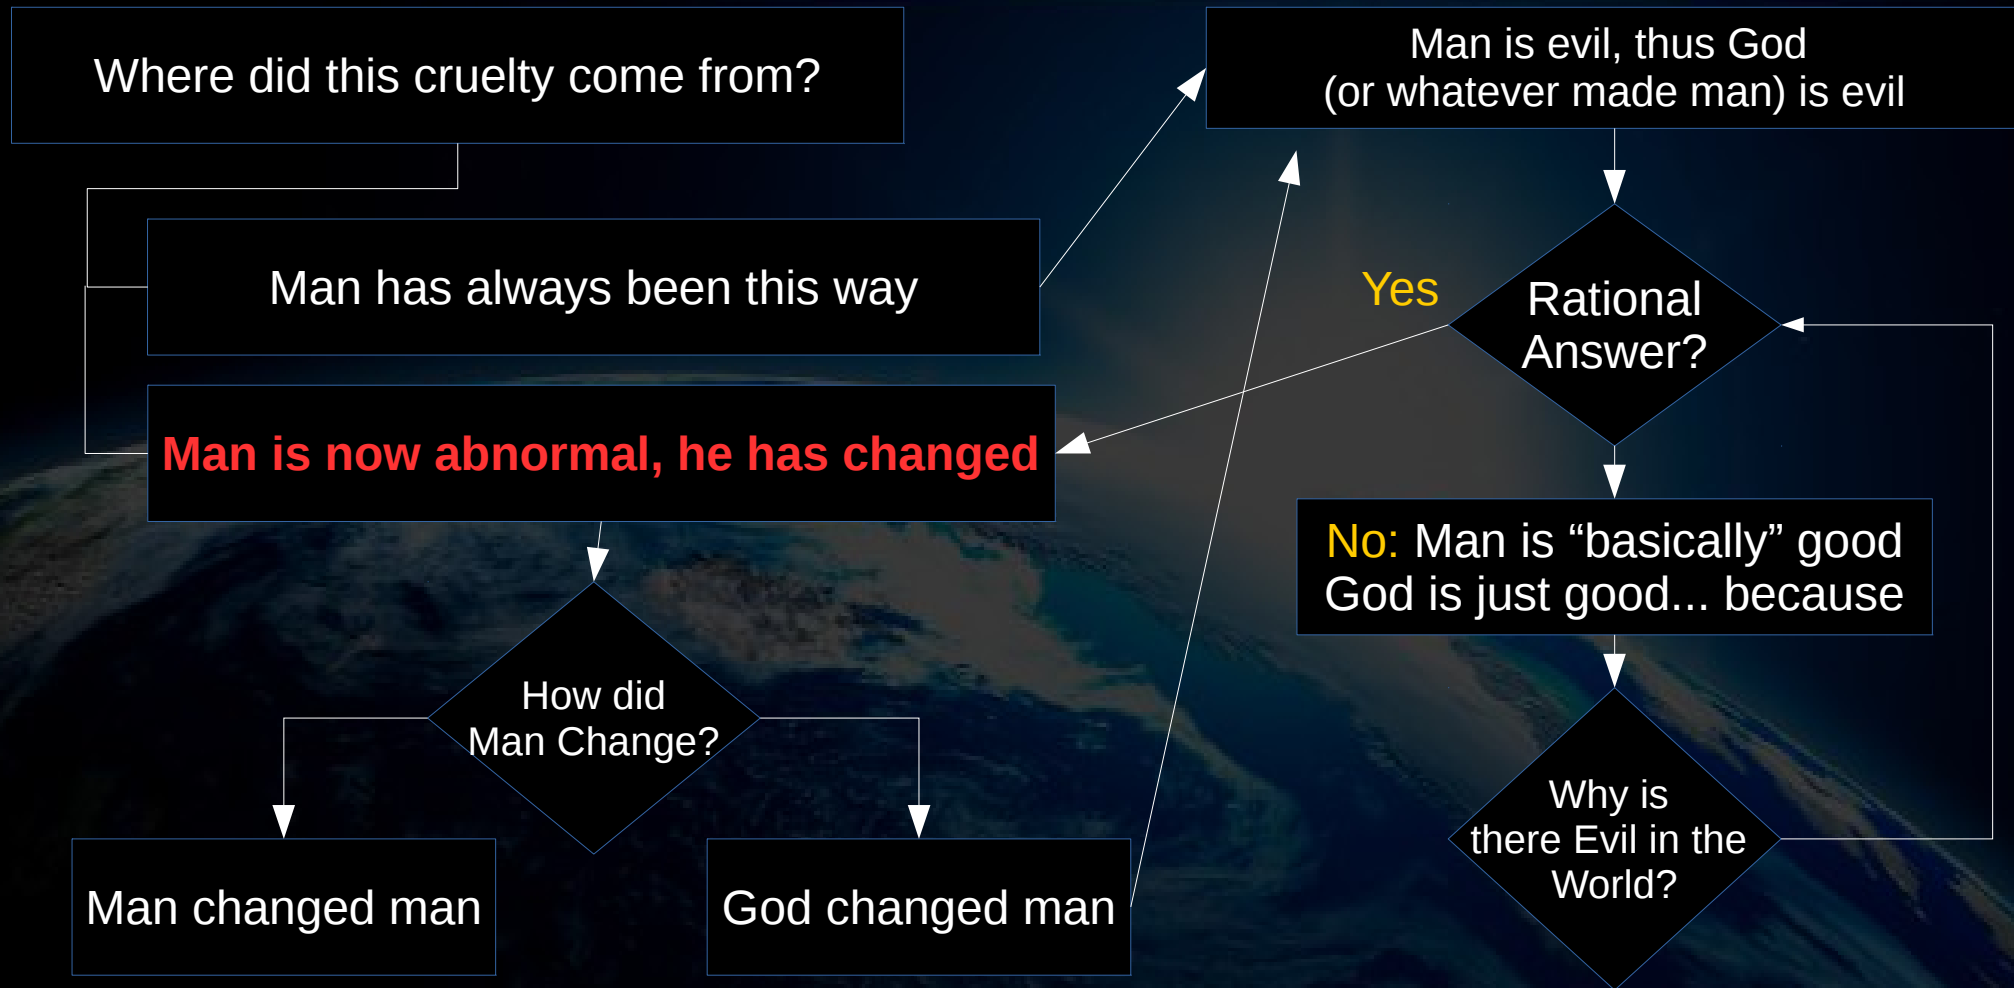 Where did this cruelty come from?
Man is evil, thus God
(or whatever made man) is evil
Man has always been this way
Yes
Rational
Answer?
Man is now abnormal, he has changed
No: Man is “basically” good
God is just good... because
How did
Man Change?
Why is
there Evil in the
World?
Man changed man
God changed man